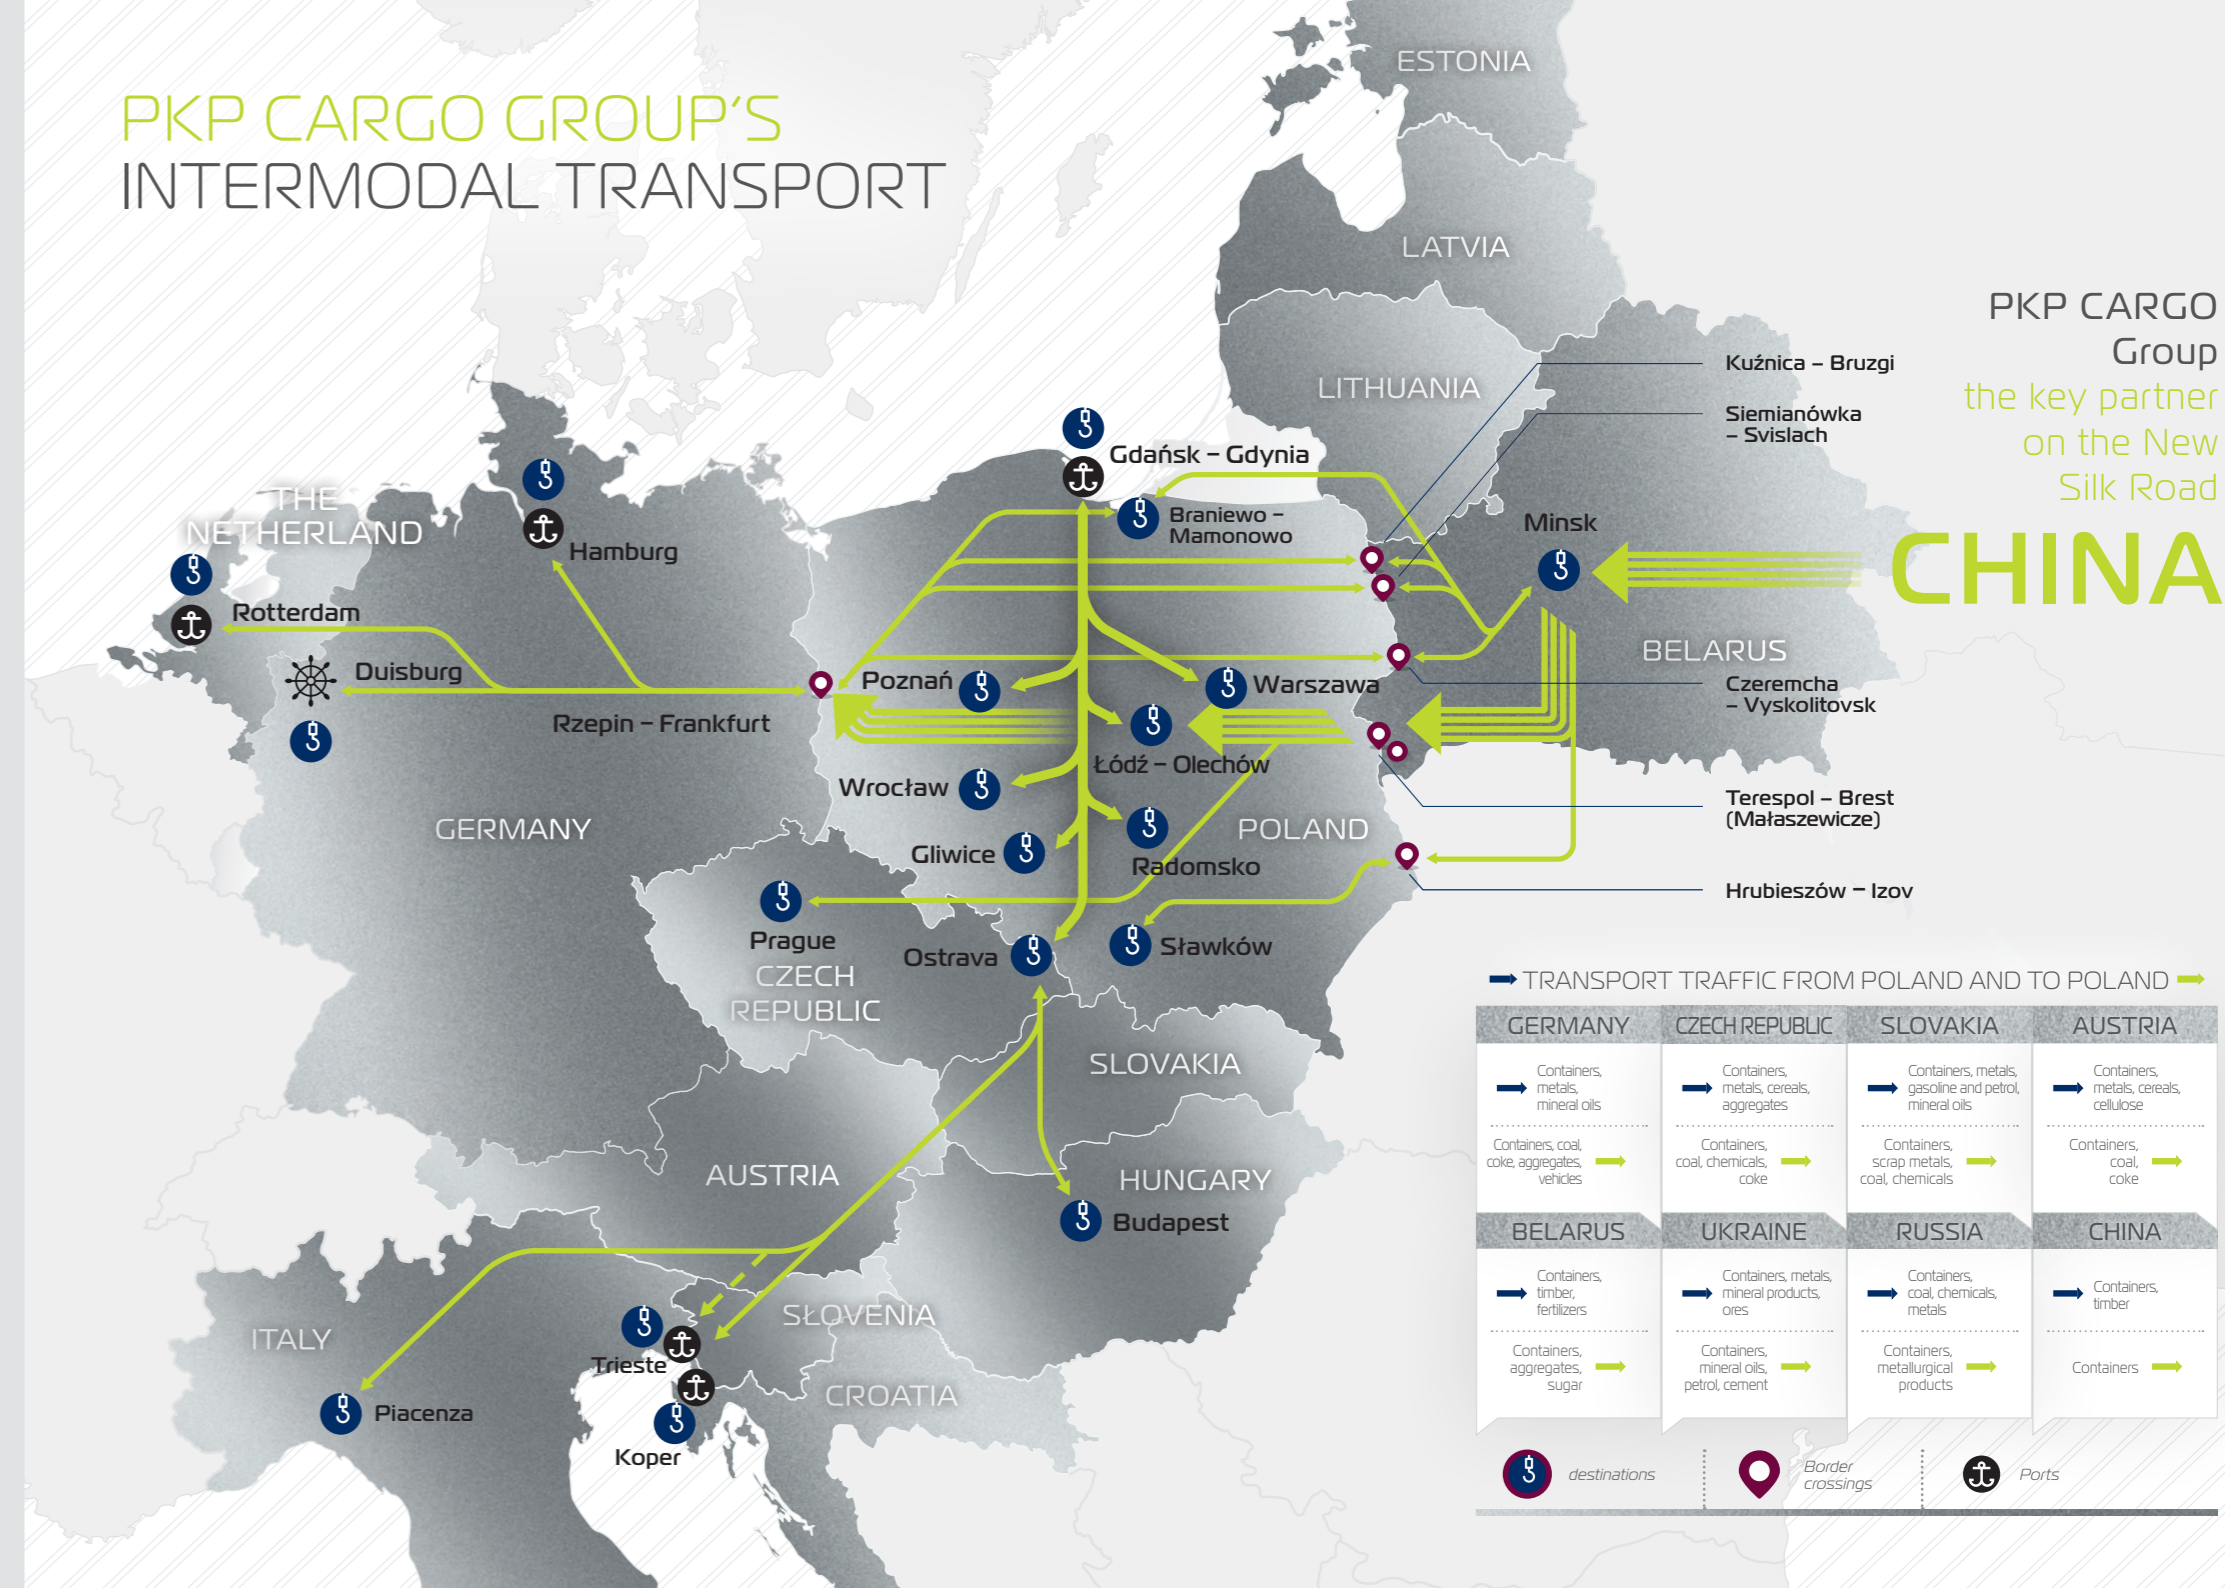 PKP CARGO GROUP'S
INTERMODAL TRANSPORT
ESTONIA
LATVIA
LITHUANIA
PKP CARGO
Group
the key partner
on the New
Silk Road
CHINA
Kuźnica – Bruzgi
Siemianówka
– Svislach
Gdańsk – Gdynia
Braniewo –
Mamonowo
Minsk
THE
NETHERLAND
Hamburg
Rotterdam
Duisburg
BELARUS
Poznań
Warszawa
Czeremcha
– Vyskolitovsk
Rzepin – Frankfurt
Łódź – Olechów
Wrocław
Terespol – Brest
(Małaszewicze)
GERMANY
POLAND
Gliwice
Radomsko
Hrubieszów – Izov
Prague
Ostrava
Sławków
CZECH
REPUBLIC
SLOVAKIA
AUSTRIA
HUNGARY
Budapest
SŁOVENIA
ITALY
Trieste
CROATIA
Piacenza
Koper
TRANSPORT TRAFFIC FROM POLAND AND TO POLAND
GERMANY
Containers,
metals,
mineral oils
Containers, coal,
coke, aggregates,
vehicles
CZECH REPUBLIC
Containers,
metals, cereals,
aggregates
Containers,
coal, chemicals,
coke
SLOVAKIA
Containers, metals,
gasoline and petrol,
mineral oils
Containers,
scrap metals,
coal, chemicals
AUSTRIA
Containers,
metals, cereals,
cellulose
Containers,
coal,
coke
BELARUS
Containers,
timber,
fertilizers
Containers,
aggregates,
sugar
UKRAINE
Containers, metals,
mineral products,
ores
Containers,
mineral oils,
petrol, cement
RUSSIA
Containers,
coal, chemicals,
metals
Containers,
metallurgical
products
CHINA
Containers,
timber
Containers
destinations
Border
crossings
Ports